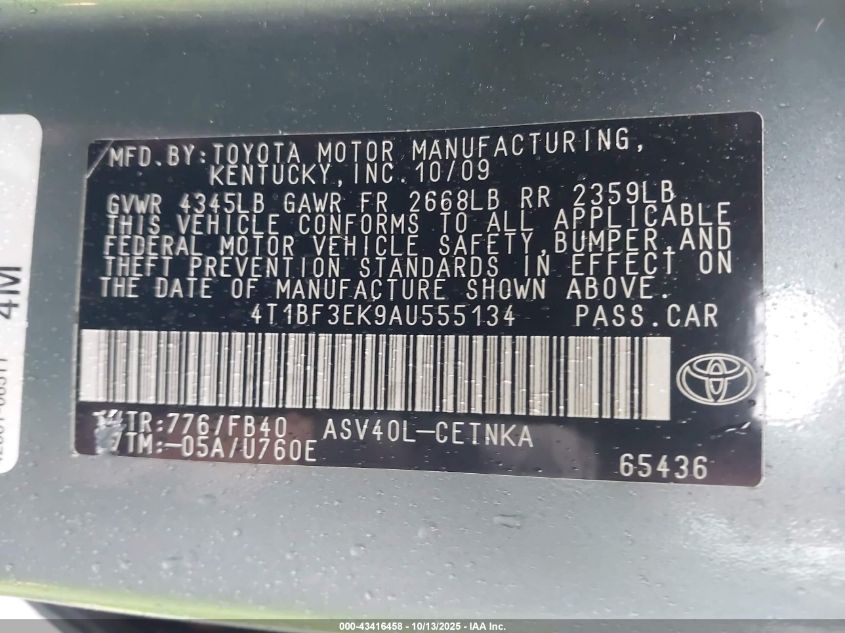 MFD.BY:TOYOTA MOTOR MANUFACTURING,
KENTUCKY,INC.10/09
GVWR 4345LB GAWR FR 2668LB RR 2359LB
THIS VEHICLE CONFORMS TO ALL APPLICABLE
FEDERAL MOTOR VEHICLE SAFETY,BUMPER,AND
THEFT PREVENTION STANDARDS IN EFFECT ON
THE DATE OF MANUFACTURE SHOWN ABOVE.
4T1BF3EK9AU555134 PASS.CAR
/TR:776/FB40 ASV40L-CETNKA
/TM:-05A/U760E
65436
4M
000-43416458 - 10/13/2025 - IAA Inc.